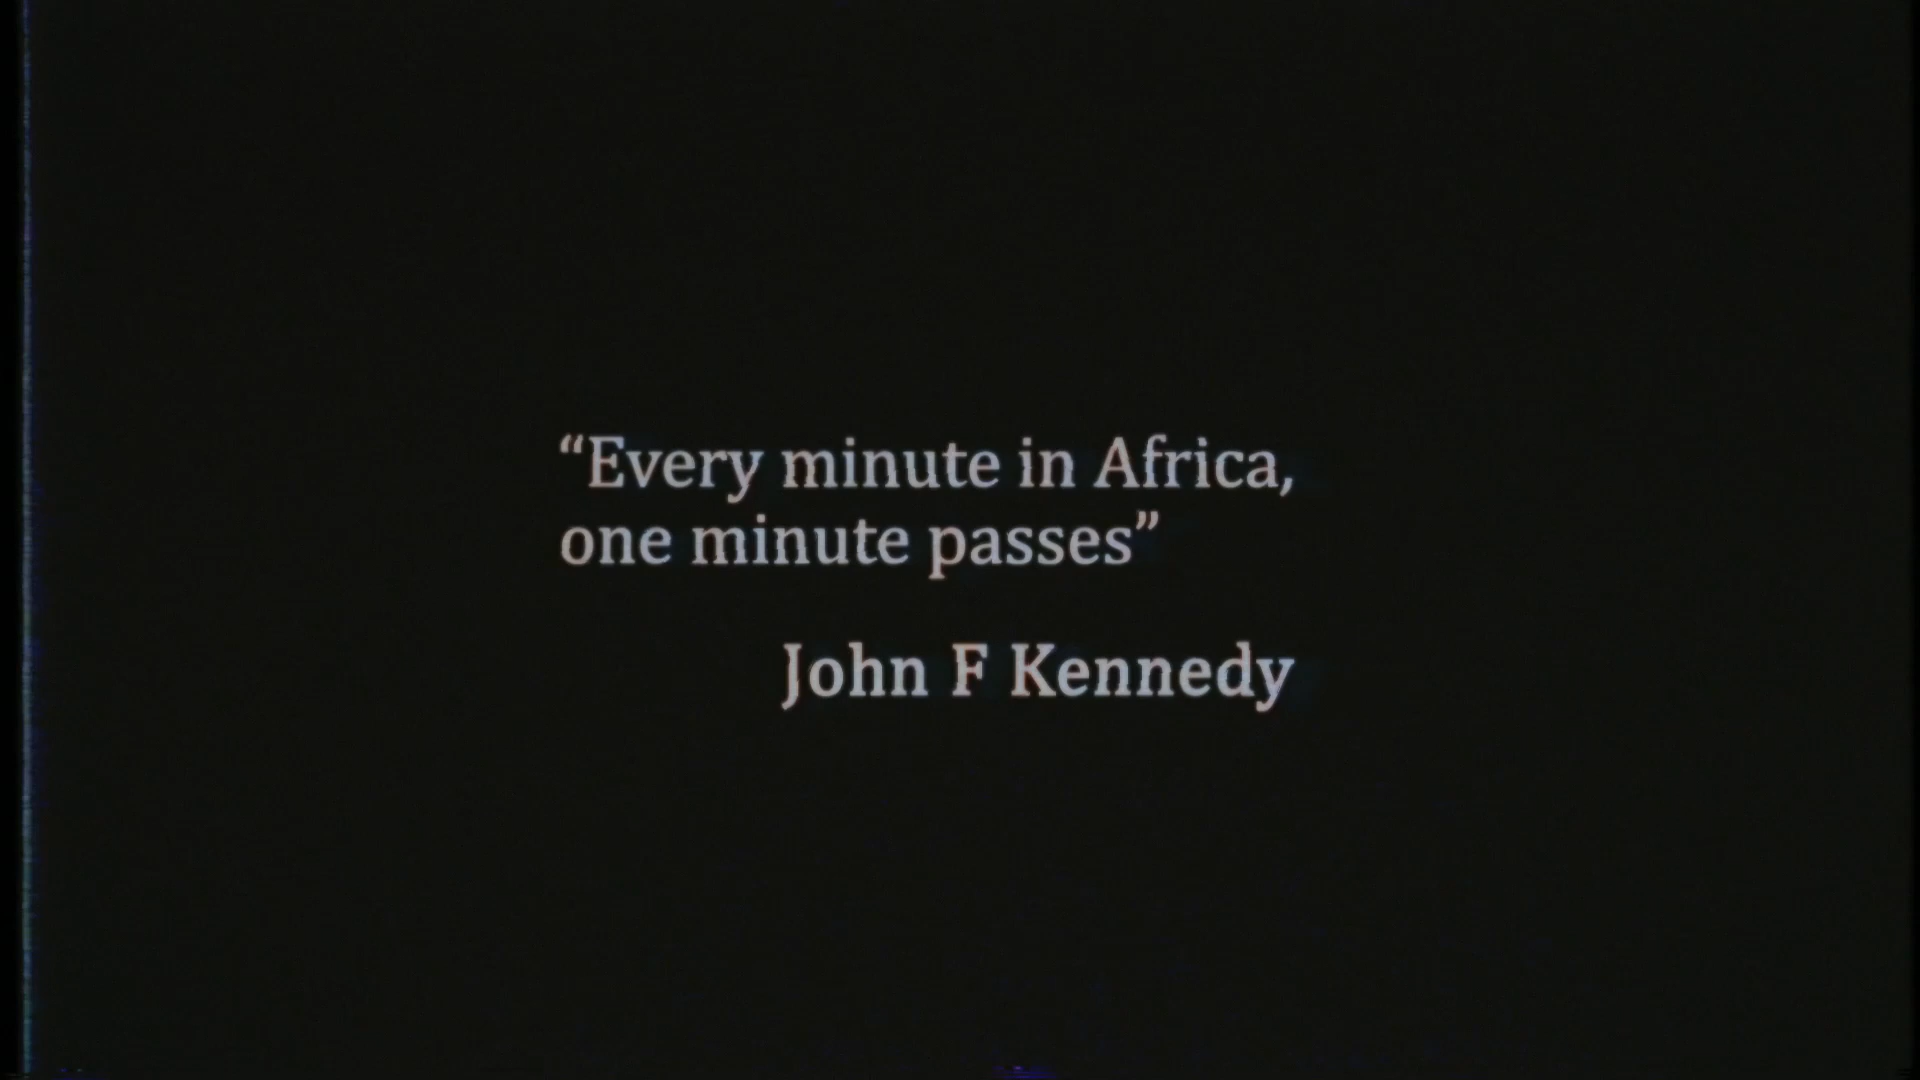 “Every minute in Africa,
one minute passes”
John F Kennedy